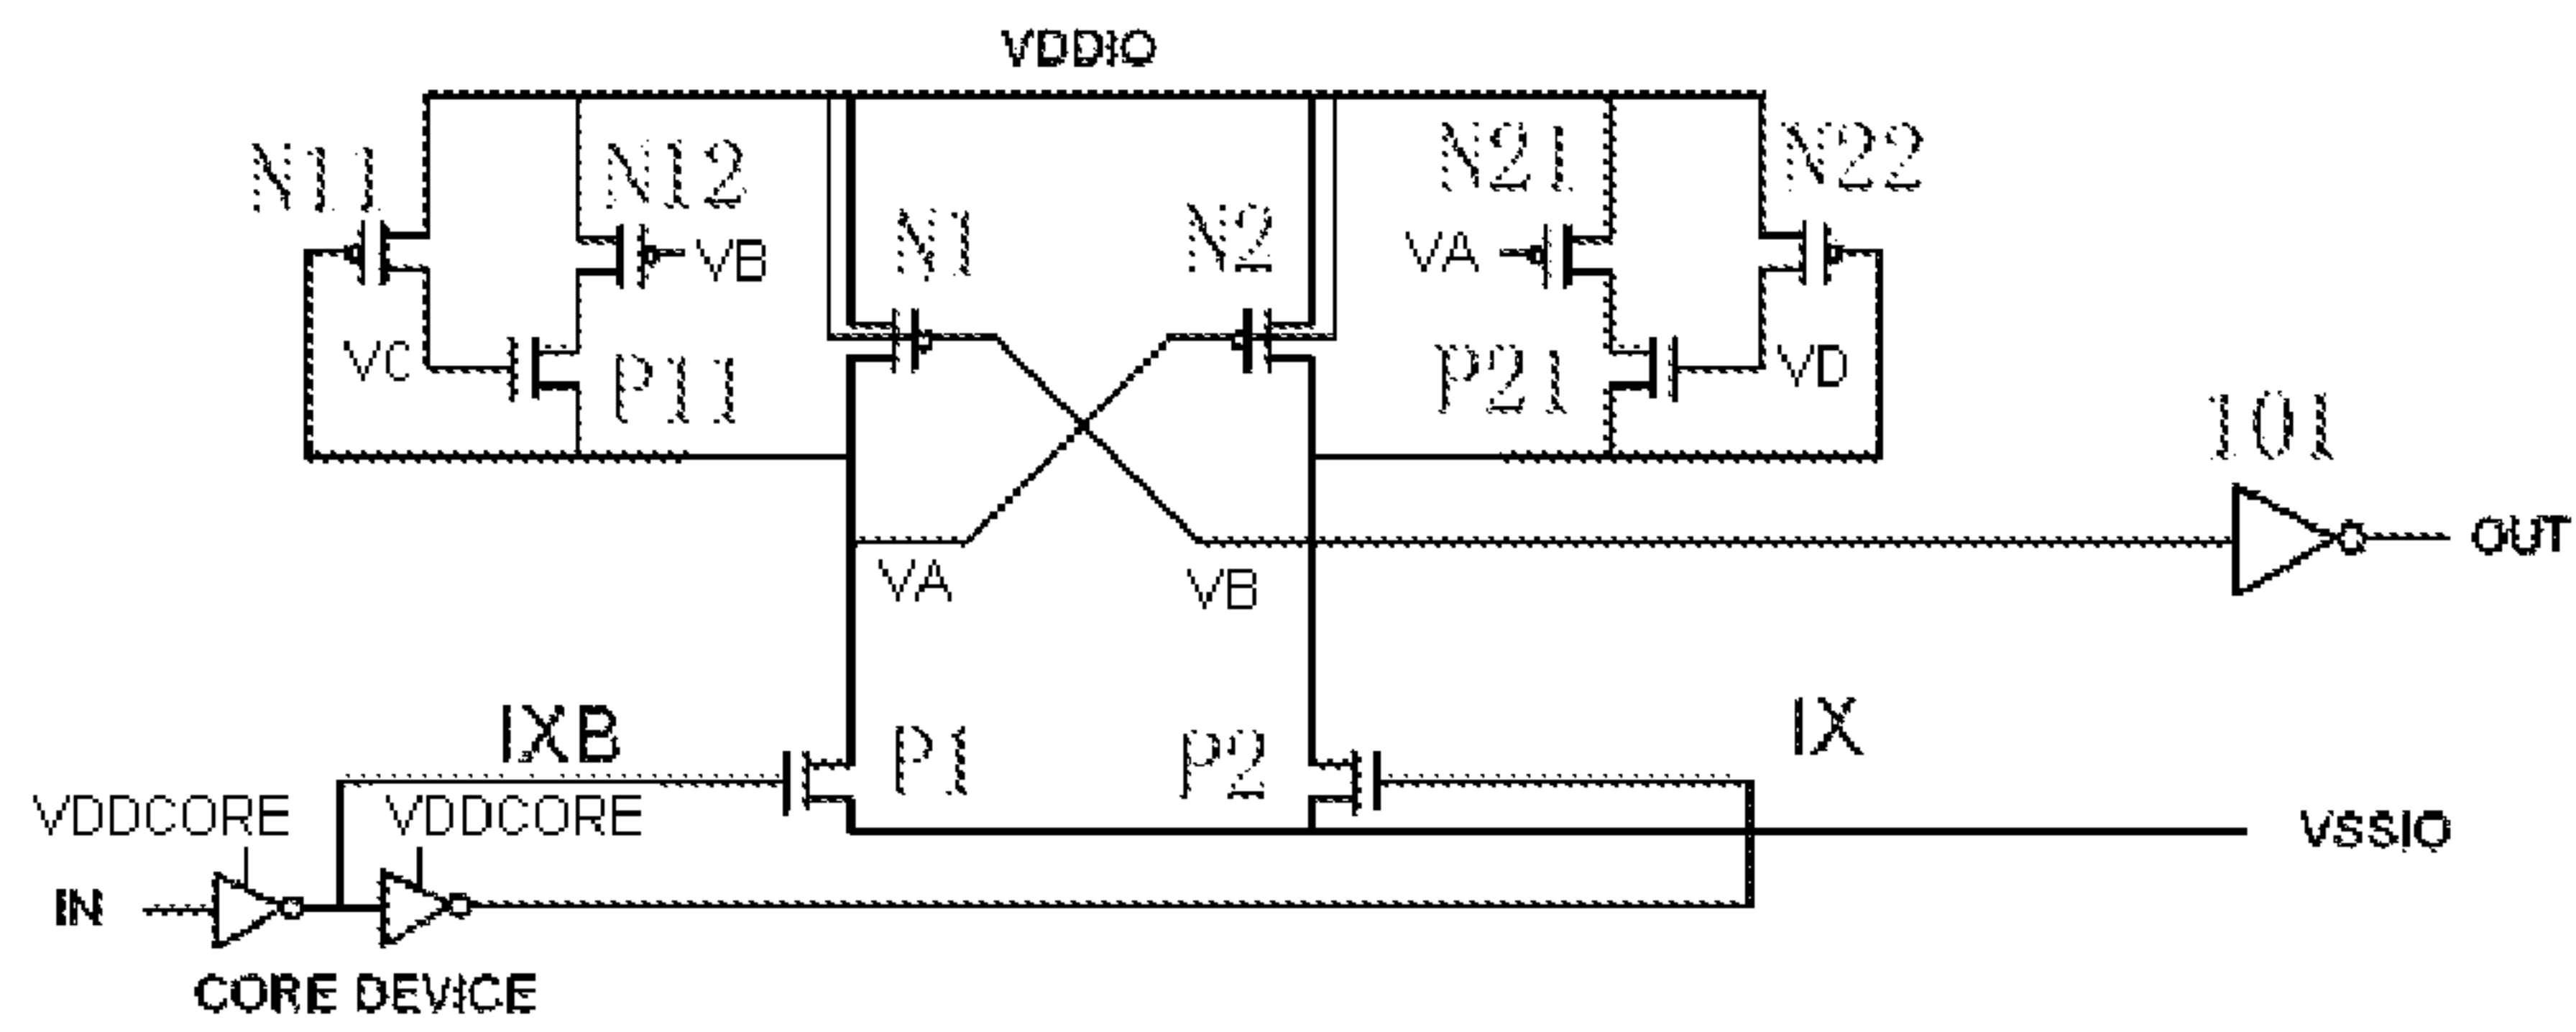 VDDIO
N11
N12
VB
N1
N2
VA
N21
N22
VC
P11
P21
VD
101
OUT
VA
VB
IXB
P1
P2
IX
VDDCORE
VDDCORE
VSSIO
IN
CORE DEVICE